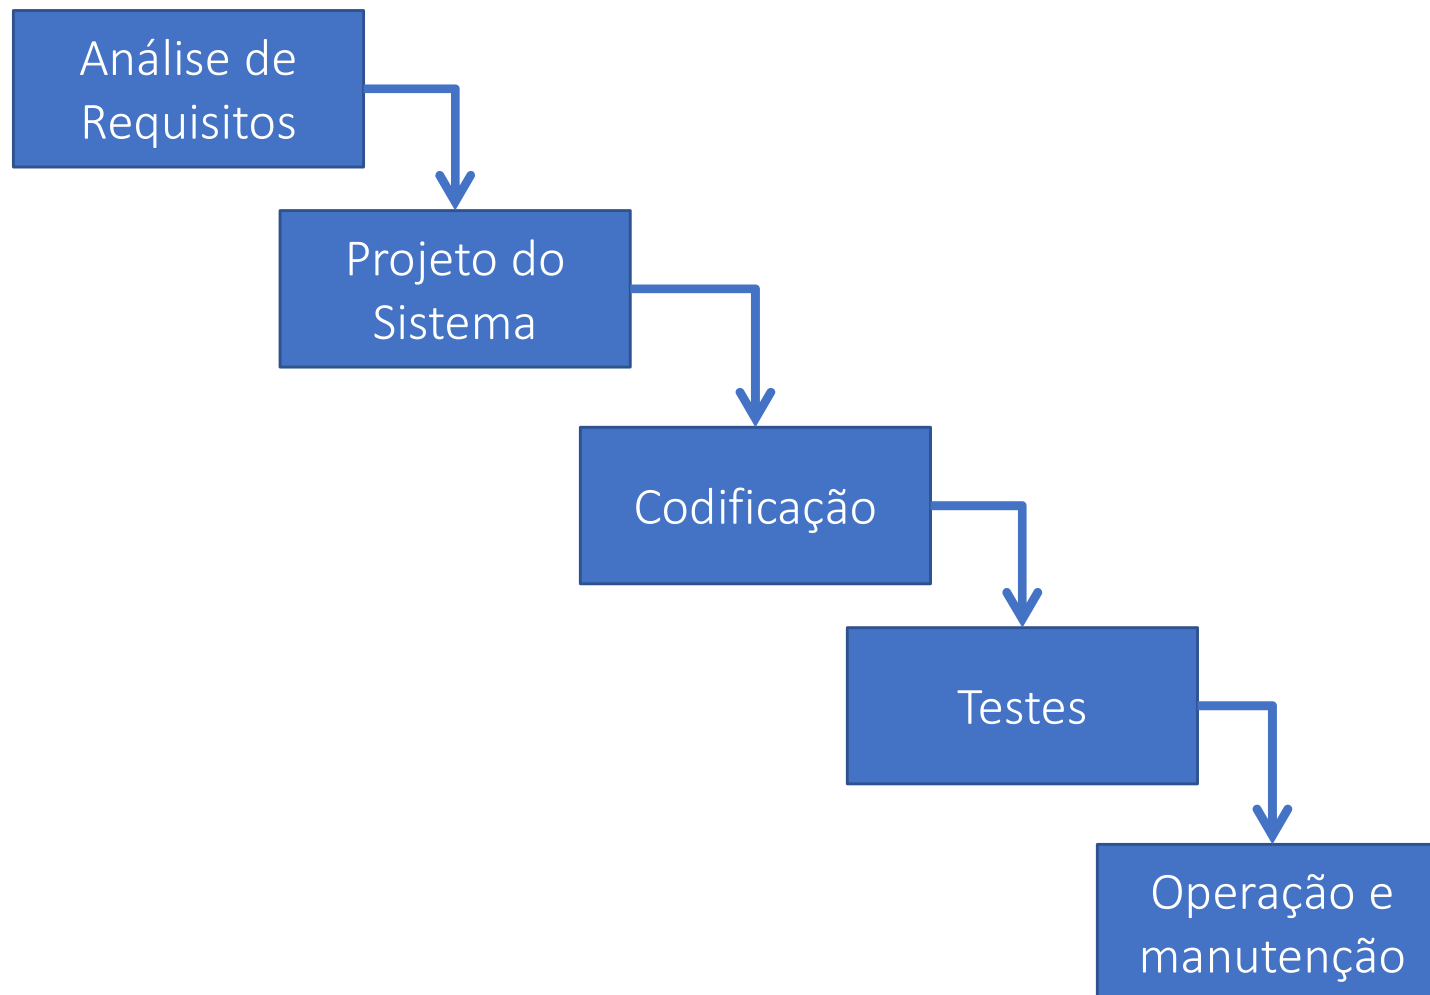 Análise de
Requisitos
Projeto do
Sistema
Codificação
Testes
Operação e
manutenção